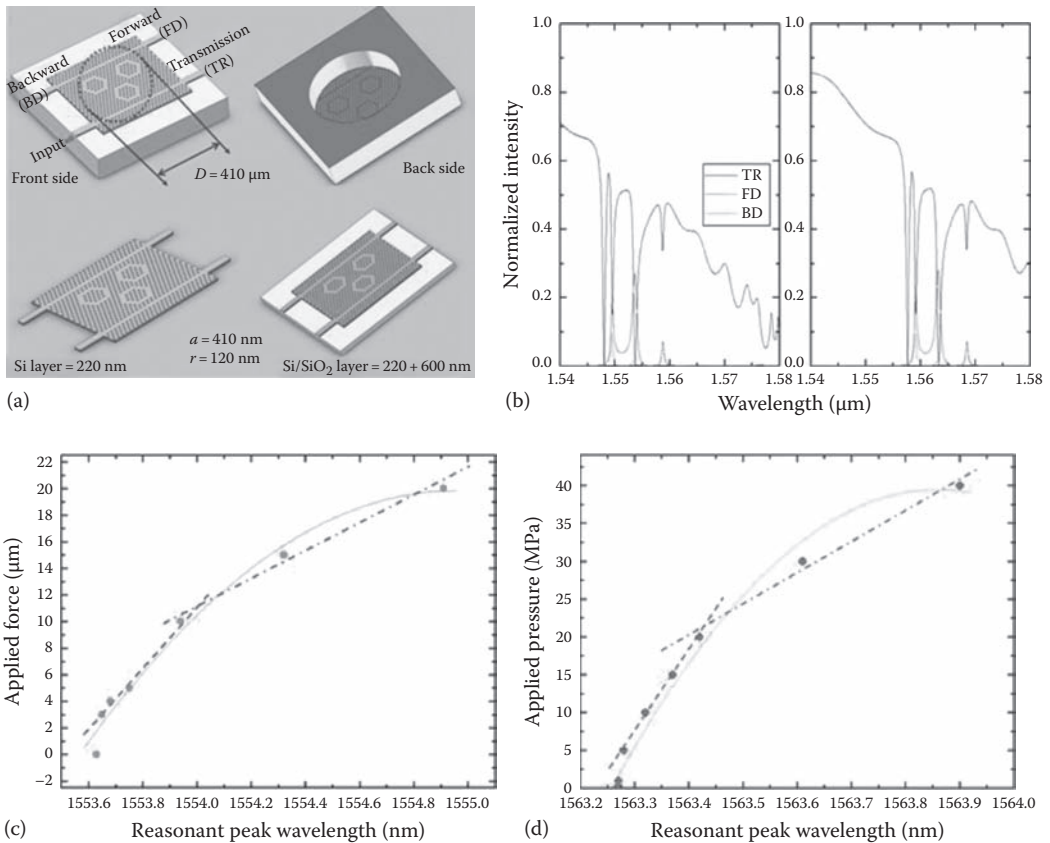 Forward
(FD)
Backward
(BD)
Transmission
(TR)
Input
D = 410 μm
Front side
Back side
a = 410 nm
r = 120 nm
Si layer = 220 nm
Si/SiO₂ layer = 220 + 600 nm
(a)
Normalized intensity
1.0
0.8
0.6
0.4
0.2
0.0
TR
FD
BD
1.54 1.55 1.56 1.57 1.58
1.0
0.8
0.6
0.4
0.2
0.0
1.54 1.55 1.56 1.57 1.58
Wavelength (μm)
(b)
Applied force (μm)
22
20
18
16
14
12
10
8
6
4
2
0
–2
1553.6 1553.8 1554.0 1554.2 1554.4 1554.6 1554.8 1555.0
Reasonant peak wavelength (nm)
(c)
Applied pressure (MPa)
40
35
30
25
20
15
10
5
0
1563.2 1563.3 1563.4 1563.5 1563.6 1563.7 1563.8 1563.9 1564.0
Reasonant peak wavelength (nm)
(d)